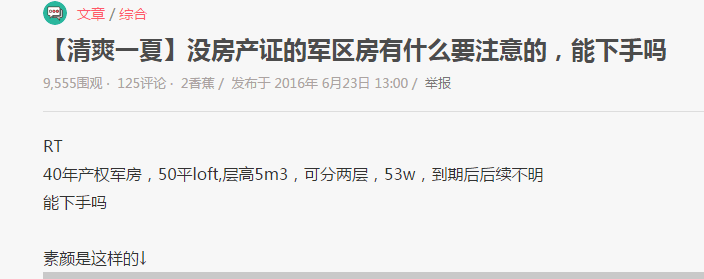 文章 / 综合
【清爽一夏】没房产证的军区房有什么要注意的，能下手吗
9,555围观 · 125评论 · 2香蕉 / 发布于 2016年 6月23日 13:00 / 举报
RT
40年产权军房，50平loft,层高5m3，可分两层，53w，到期后后续不明
能下手吗
素颜是这样的↓